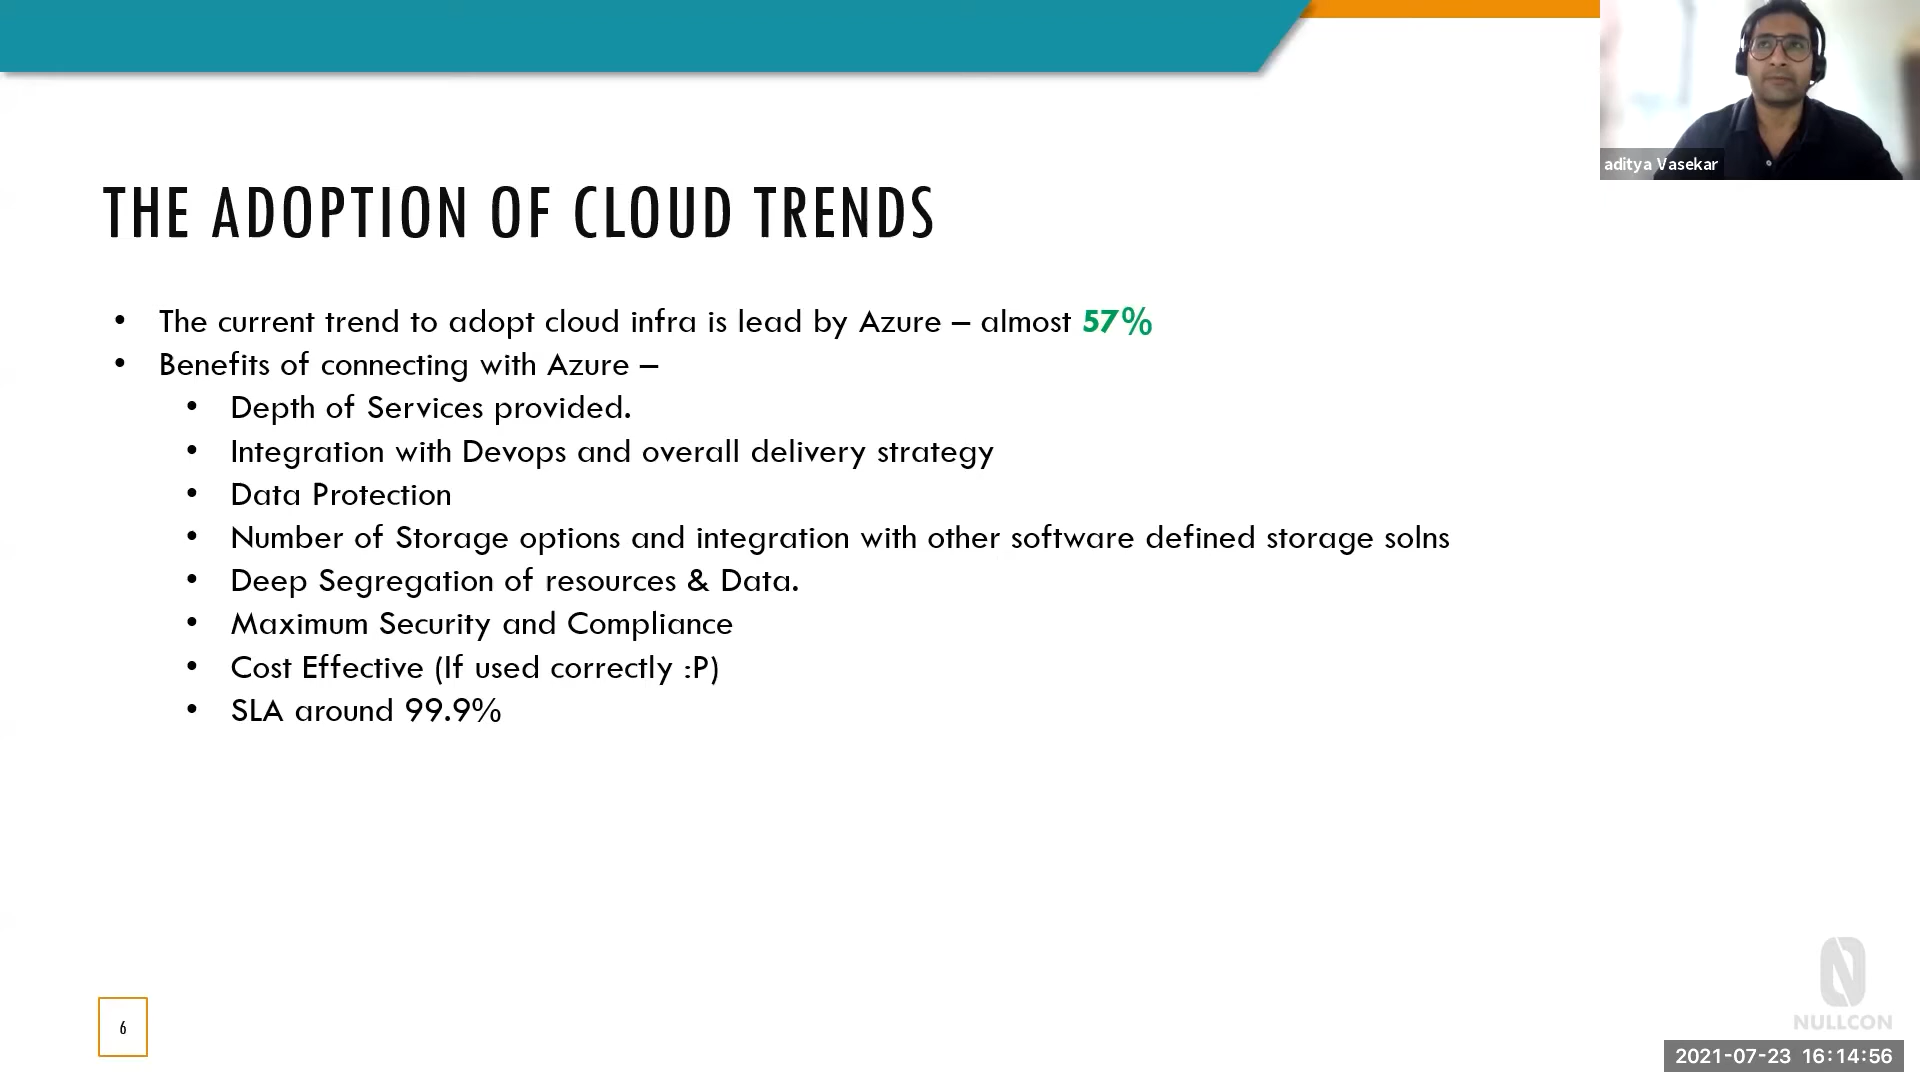 aditya Vasekar
THE ADOPTION OF CLOUD TRENDS
• The current trend to adopt cloud infra is lead by Azure – almost 57%
• Benefits of connecting with Azure –
• Depth of Services provided.
• Integration with Devops and overall delivery strategy
• Data Protection
• Number of Storage options and integration with other software defined storage solns
• Deep Segregation of resources & Data.
• Maximum Security and Compliance
• Cost Effective (If used correctly :P)
• SLA around 99.9%
6
NULLCON
2021-07-23 16:14:56